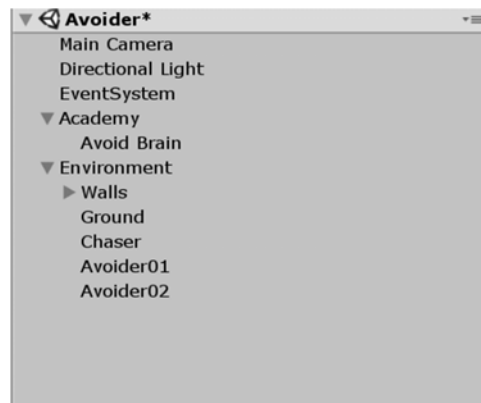 Avoider*
Main Camera
Directional Light
EventSystem
Academy
Avoid Brain
Environment
Walls
Ground
Chaser
Avoider01
Avoider02